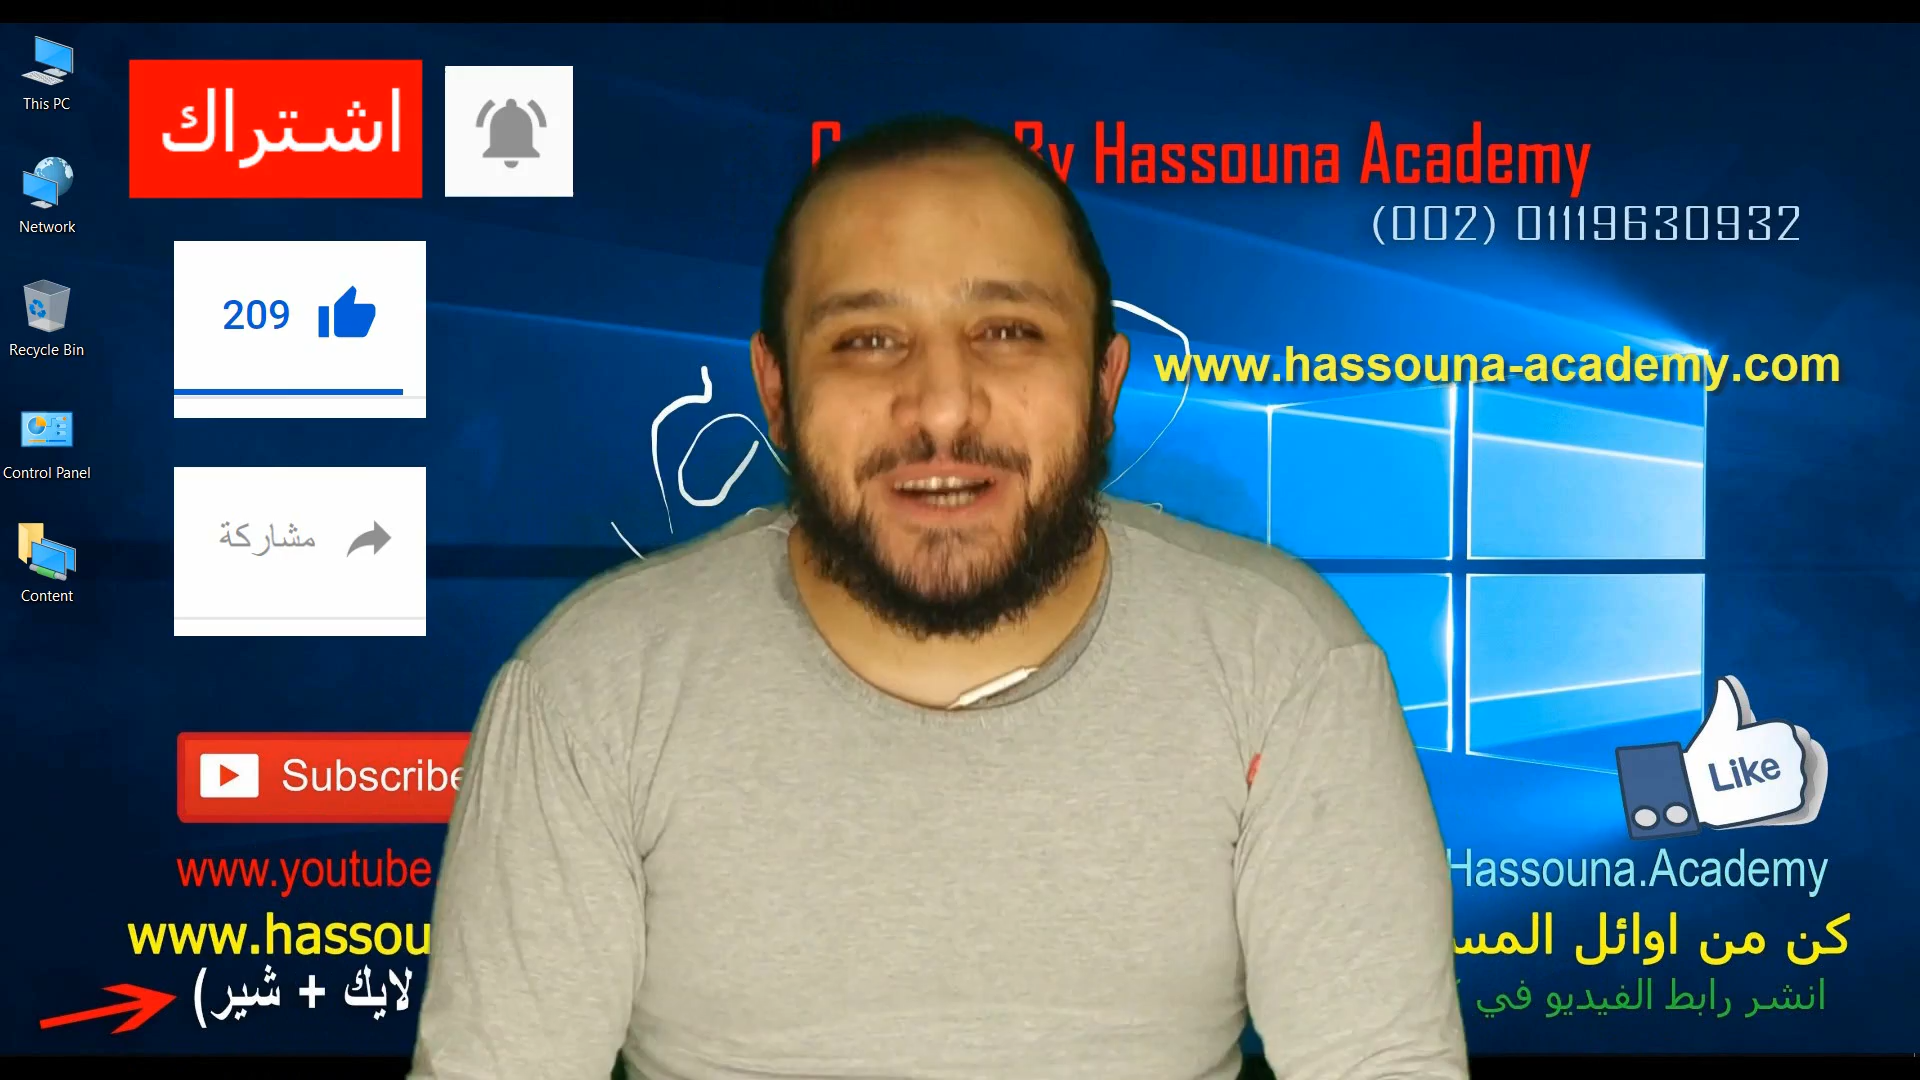 This PC
Network
Recycle Bin
Control Panel
Content
اشتراك
209
مشاركة
By Hassouna Academy
(002) 01119630932
www.hassouna-academy.com
Subscribe
Like
www.youtube
Hassouna.Academy
www.hassou
كن من اوائل
لايك + شير)
انشر رابط الفيديو في